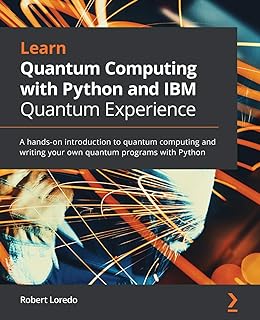 Learn
Quantum Computing
with Python and IBM
Quantum Experience
A hands-on introduction to quantum computing and
writing your own quantum programs with Python
Robert Loredo